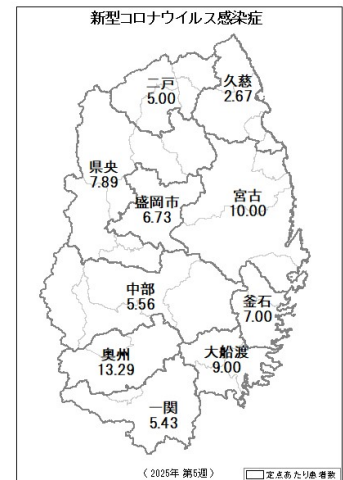 新型コロナウイルス感染症
二戸
5.00
久慈
2.67
県央
7.89
盛岡市
6.73
宮古
10.00
中部
5.56
釜石
7.00
奥州
13.29
大船渡
9.00
一関
5.43
（2025年 第5週）
定点あたり患者数